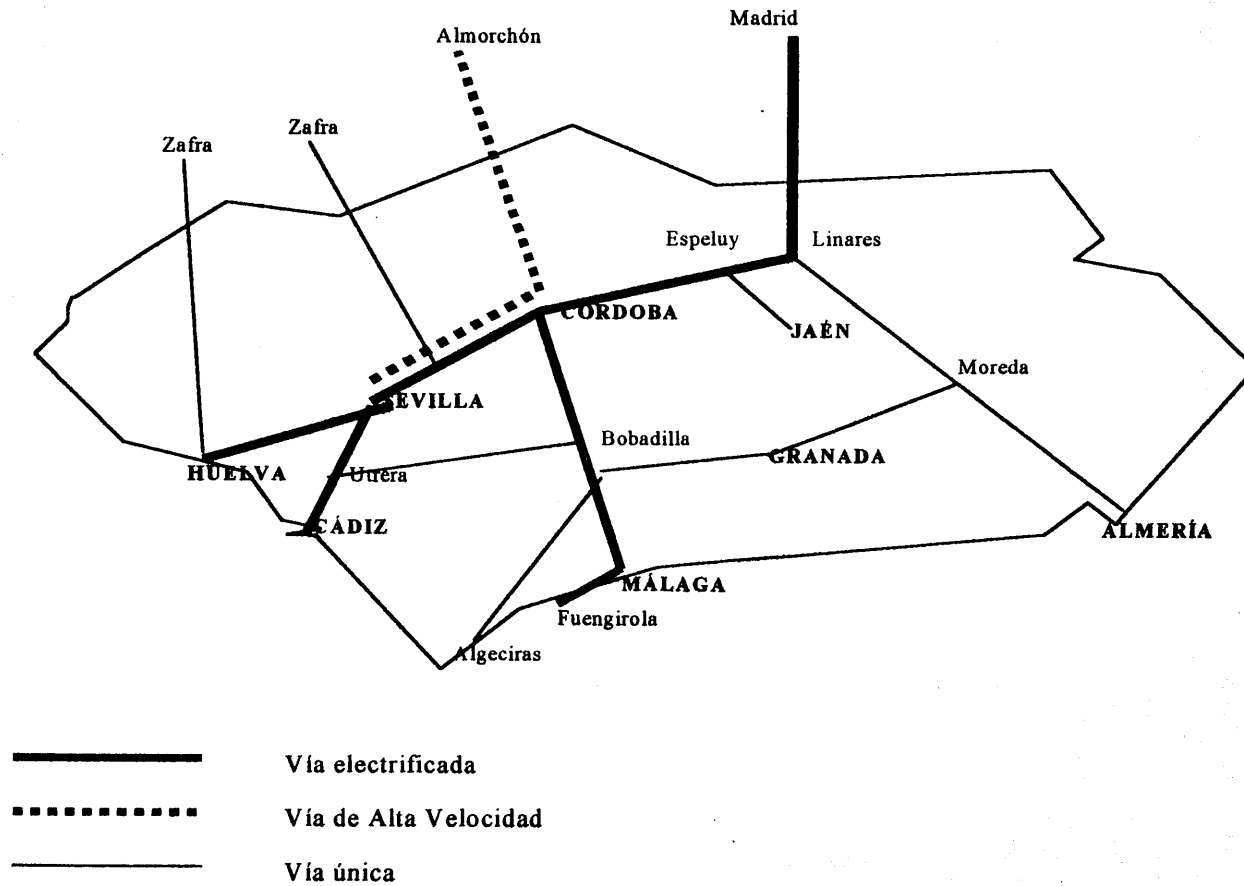 Madrid
Almorchón
Zafra
Zafra
Espeluy
Linares
CÓRDOBA
JAÉN
Moreda
SEVILLA
Bobadilla
GRANADA
HUELVA
Utrera
CÁDIZ
ALMERÍA
MÁLAGA
Fuengirola
Algeciras
Vía electrificada
Vía de Alta Velocidad
Vía única